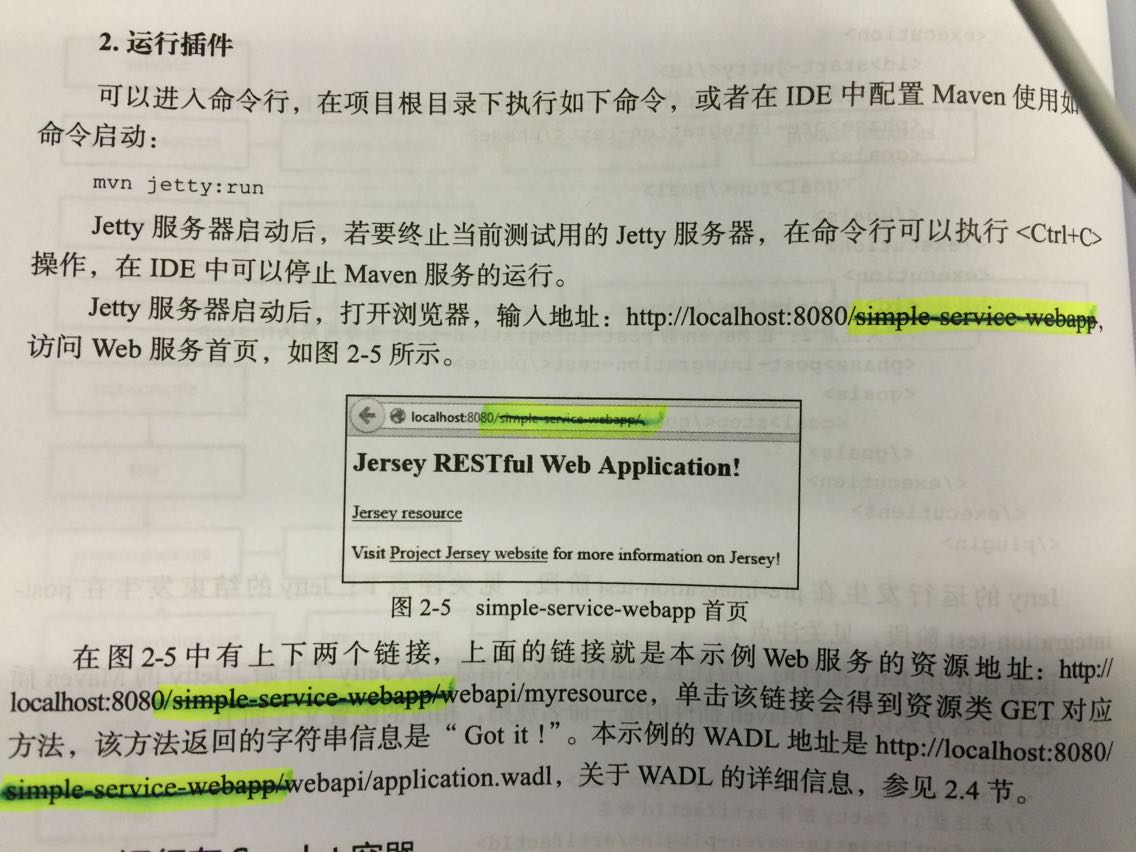 2. 运行插件
可以进入命令行，在项目根目录下执行如下命令，或者在 IDE 中配置 Maven 使用如
命令启动：
mvn jetty:run
Jetty 服务器启动后，若要终止当前测试用的 Jetty 服务器，在命令行可以执行 <Ctrl+C>
操作，在 IDE 中可以停止 Maven 服务的运行。
Jetty 服务器启动后，打开浏览器，输入地址：http://localhost:8080/simple-service-webapp,
访问 Web 服务首页，如图 2-5 所示。
localhost:8080/simple-service-webapp/
Jersey RESTful Web Application!
Jersey resource
Visit Project Jersey website for more information on Jersey!
图 2-5 simple-service-webapp 首页
在图 2-5 中有上下两个链接，上面的链接就是本示例 Web 服务的资源地址：http://
localhost:8080/simple-service-webapp/webapi/myresource，单击该链接会得到资源类 GET 对应
方法，该方法返回的字符串信息是“Got it！”。本示例的 WADL 地址是 http://localhost:8080/
simple-service-webapp/webapi/application.wadl，关于 WADL 的详细信息，参见 2.4 节。